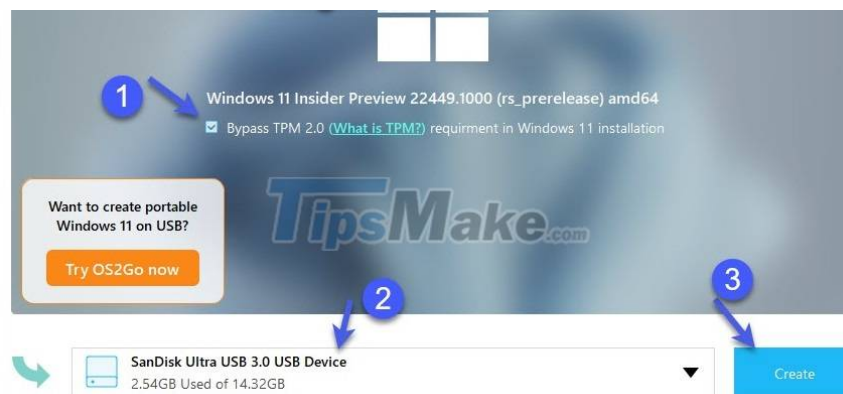 1
Windows 11 Insider Preview 22449.1000 (rs_prerelease) amd64
Bypass TPM 2.0 (What is TPM?) requirment in Windows 11 installation
Want to create portable
Windows 11 on USB?
Try OS2Go now
TipsMake.com
2
3
SanDisk Ultra USB 3.0 USB Device
2.54GB Used of 14.32GB
Create